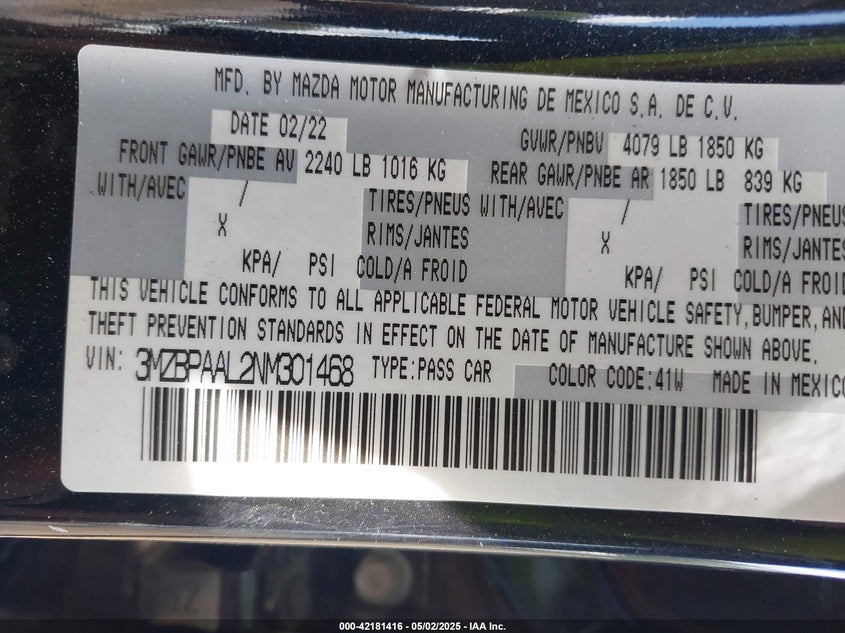 MFD. BY MAZDA MOTOR MANUFACTURING DE MEXICO S.A. DE C.V.
DATE 02/22 GVWR/PNBV 4079 LB 1850 KG
FRONT GAWR/PNBE AV 2240 LB 1016 KG REAR GAWR/PNBE AR 1850 LB 839 KG
WITH/AVEC / TIRES/PNEUS WITH/AVEC / TIRES/PNEUS
X RIMS/JANTES X RIMS/JANTES
KPA/ PSI COLD/A FROID KPA/ PSI COLD/A FROID
THIS VEHICLE CONFORMS TO ALL APPLICABLE FEDERAL MOTOR VEHICLE SAFETY, BUMPER, AND
THEFT PREVENTION STANDARDS IN EFFECT ON THE DATE OF MANUFACTURE SHOWN ABOVE.
VIN: 3MZBPAAL2NM301468 TYPE:PASS CAR COLOR CODE:41W MADE IN MEXICO
000-42181416 - 05/02/2025 - IAA Inc.